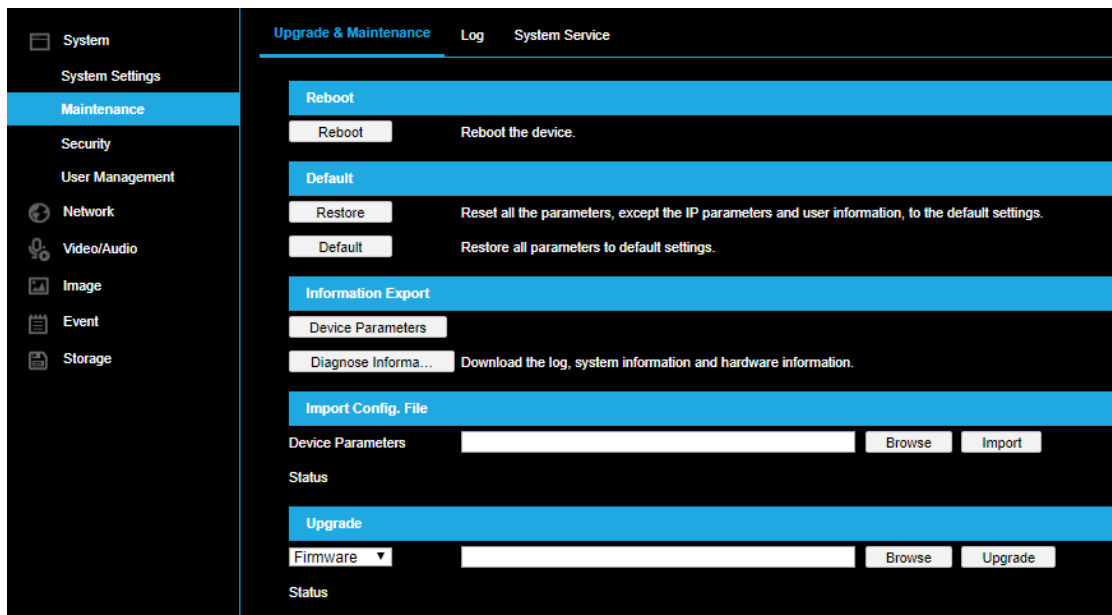 System
System Settings
Maintenance
Security
User Management
Network
Video/Audio
Image
Event
Storage
Upgrade & Maintenance Log System Service
Reboot
Reboot Reboot the device.
Default
Restore Reset all the parameters, except the IP parameters and user information, to the default settings.
Default Restore all parameters to default settings.
Information Export
Device Parameters
Diagnose Informa... Download the log, system information and hardware information.
Import Config. File
Device Parameters Browse Import
Status
Upgrade
Firmware Browse Upgrade
Status